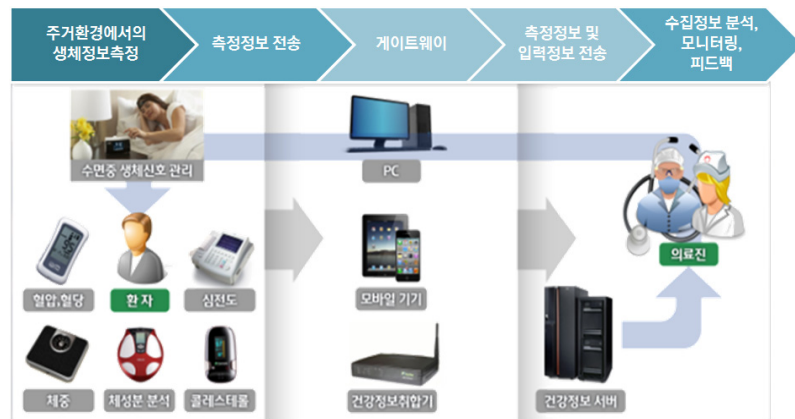 주거환경에서의
생체정보측정
측정정보 전송
게이트웨이
측정정보 및
입력정보 전송
수집정보 분석,
모니터링,
피드백
수면중 생체신호 관리
PC
의료진
혈압,혈당
환 자
심전도
모바일 기기
체중
체성분 분석
콜레스테롤
건강정보취합기
건강정보 서버